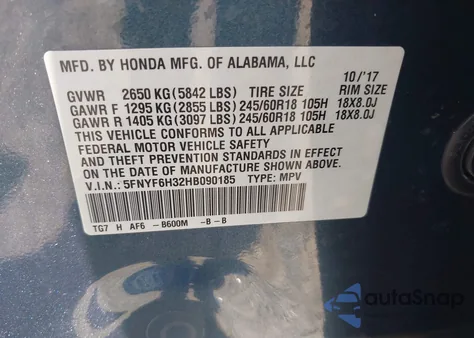 MFD. BY HONDA MFG. OF ALABAMA, LLC 10/'17
GVWR 2650 KG (5842 LBS) TIRE SIZE RIM SIZE
GAWR F 1295 KG (2855 LBS) 245/60R18 105H 18X8.0J
GAWR R 1405 KG (3097 LBS) 245/60R18 105H 18X8.0J
THIS VEHICLE CONFORMS TO ALL APPLICABLE
FEDERAL MOTOR VEHICLE SAFETY
AND THEFT PREVENTION STANDARDS IN EFFECT
ON THE DATE OF MANUFACTURE SHOWN ABOVE.
V.I.N.: 5FNYF6H32HB090185 TYPE: MPV
TG7 H AF6 -B600M -B-B
autoSnap